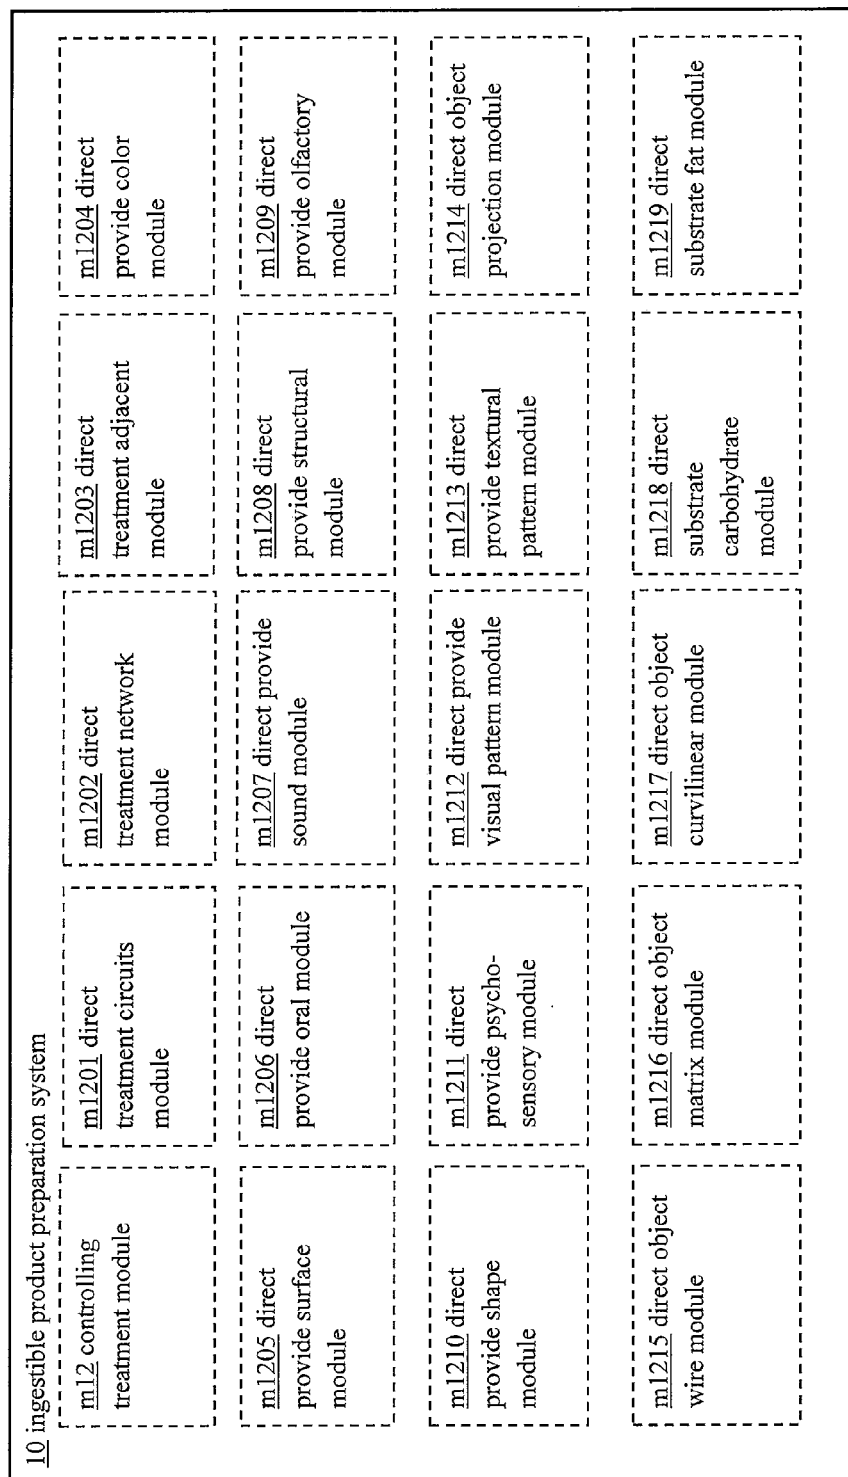 10 ingestible product preparation system
m12 controlling
treatment module
m1201 direct
treatment circuits
module
m1202 direct
treatment network
module
m1203 direct
treatment adjacent
module
m1204 direct
provide color
module
m1205 direct
provide surface
module
m1206 direct
provide oral module
m1207 direct provide
sound module
m1208 direct
provide structural
module
m1209 direct
provide olfactory
module
m1210 direct
provide shape
module
m1211 direct
provide psycho-
sensory module
m1212 direct provide
visual pattern module
m1213 direct
provide textural
pattern module
m1214 direct object
projection module
m1215 direct object
wire module
m1216 direct object
matrix module
m1217 direct object
curvilinear module
m1218 direct
substrate
carbohydrate
module
m1219 direct
substrate fat module